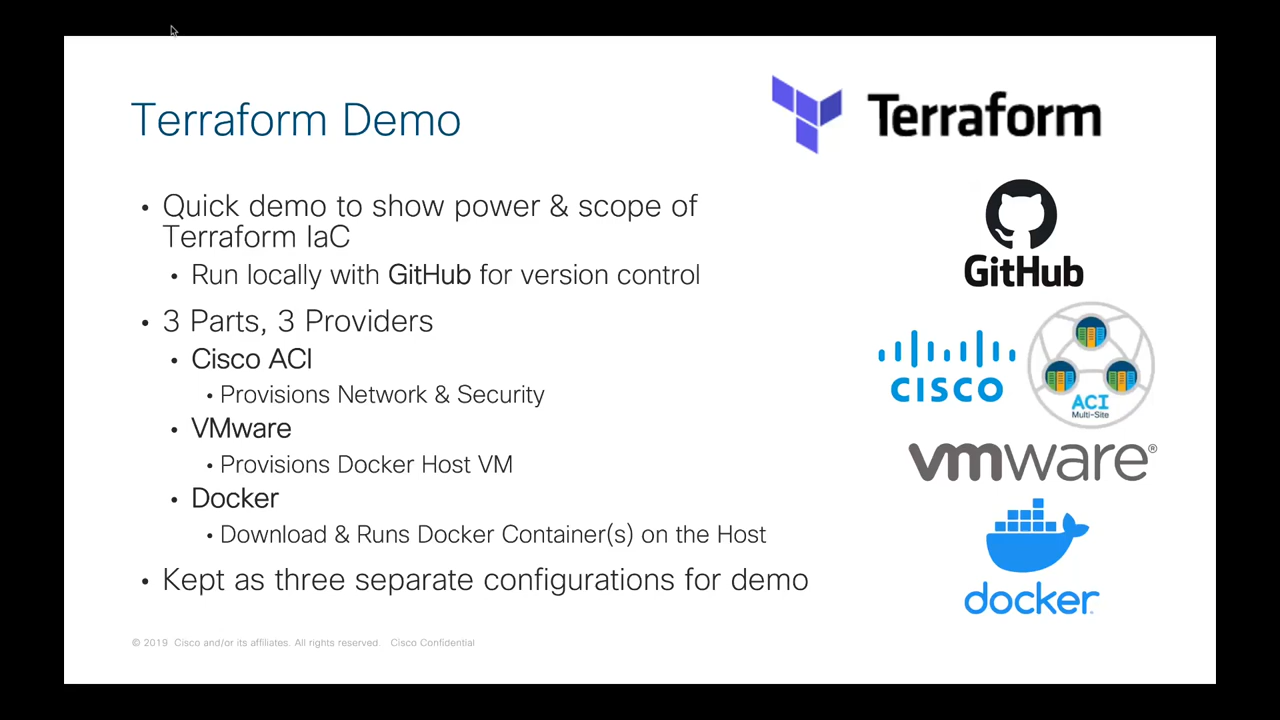 Terraform Demo
Terraform
• Quick demo to show power & scope of
Terraform IaC
• Run locally with GitHub for version control
GitHub
• 3 Parts, 3 Providers
• Cisco ACI
• Provisions Network & Security
CISCO
ACI
Multi-Site
• VMware
• Provisions Docker Host VM
vmware®
• Docker
• Download & Runs Docker Container(s) on the Host
• Kept as three separate configurations for demo
docker
© 2019 Cisco and/or its affiliates. All rights reserved. Cisco Confidential